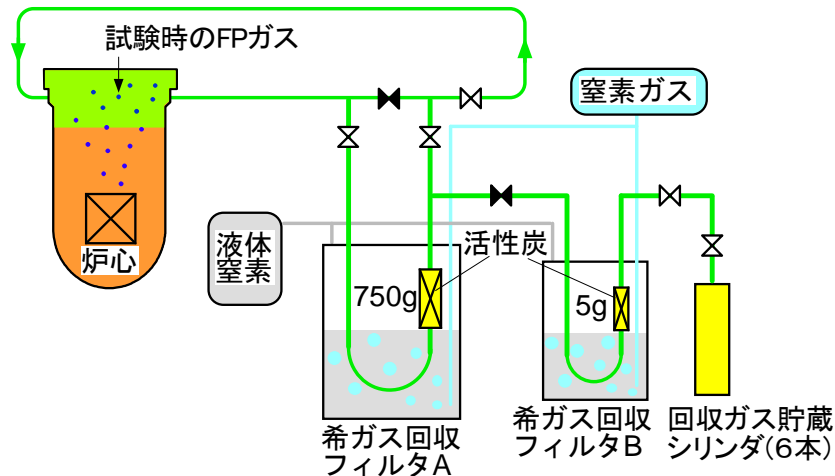 試験時のFPガス
窒素ガス
炉心
液体
窒素
活性炭
750g
5g
希ガス回収
フィルタA
希ガス回収
フィルタB
回収ガス貯蔵
シリンダ(6本)